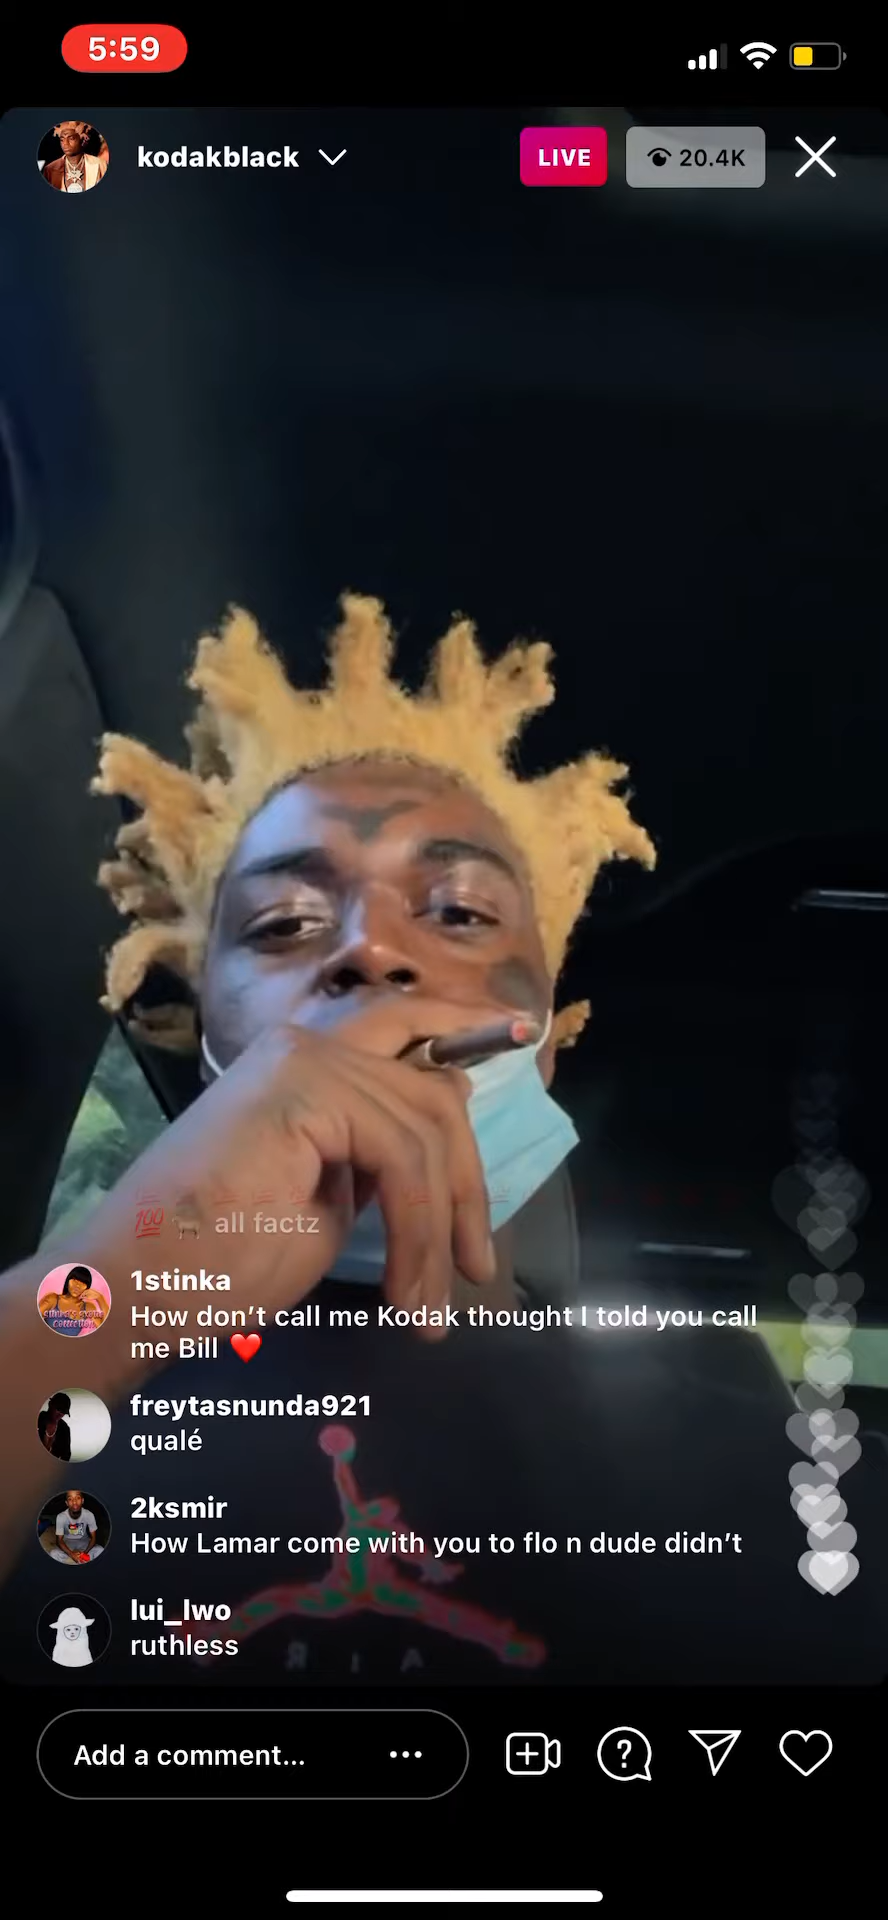 5:59
kodakblack
LIVE
20.4K
💯 🐐 all factz
1stinka
How don’t call me Kodak thought I told you call
me Bill ❤️
freytasnunda921
qualé
2ksmir
How Lamar come with you to flo n dude didn’t
lui_lwo
ruthless
AIR
Add a comment...